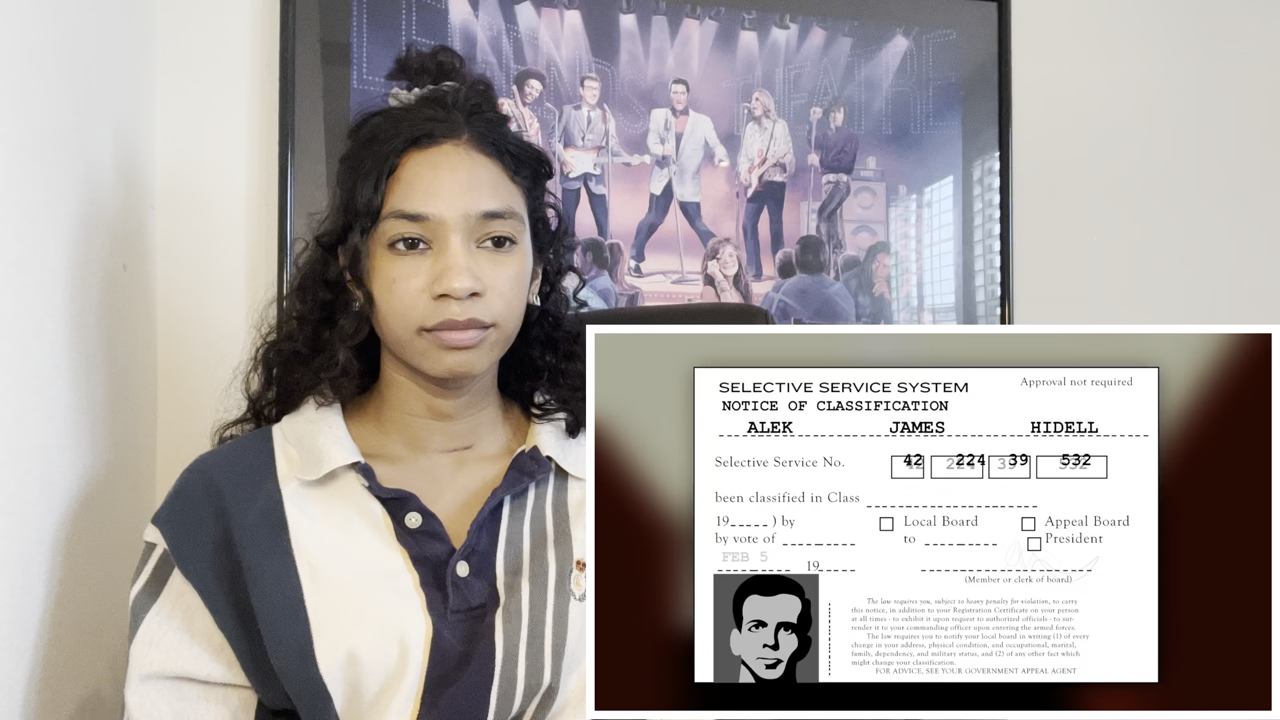 LEGENDS THEATRE
SELECTIVE SERVICE SYSTEM
Approval not required
NOTICE OF CLASSIFICATION
ALEK JAMES HIDELL
Selective Service No. 42 224 39 532
been classified in Class
19_____ ) by Local Board Appeal Board
by vote of to President
FEB 5 19
(Member or clerk of board)
The law requires you, subject to heavy penalty for violation, to carry
this notice, in addition to your Registration Certificate on your person
at all times - to exhibit it upon request to authorized officials - to sur-
render it to your commanding officer upon entering the armed forces.
The law requires you to notify your local board in writing (1) of every
change in your address, physical condition, and occupational, marital,
family, dependency, and military status, and (2) of any other fact which
might change your classification.
FOR ADVICE, SEE YOUR GOVERNMENT APPEAL AGENT